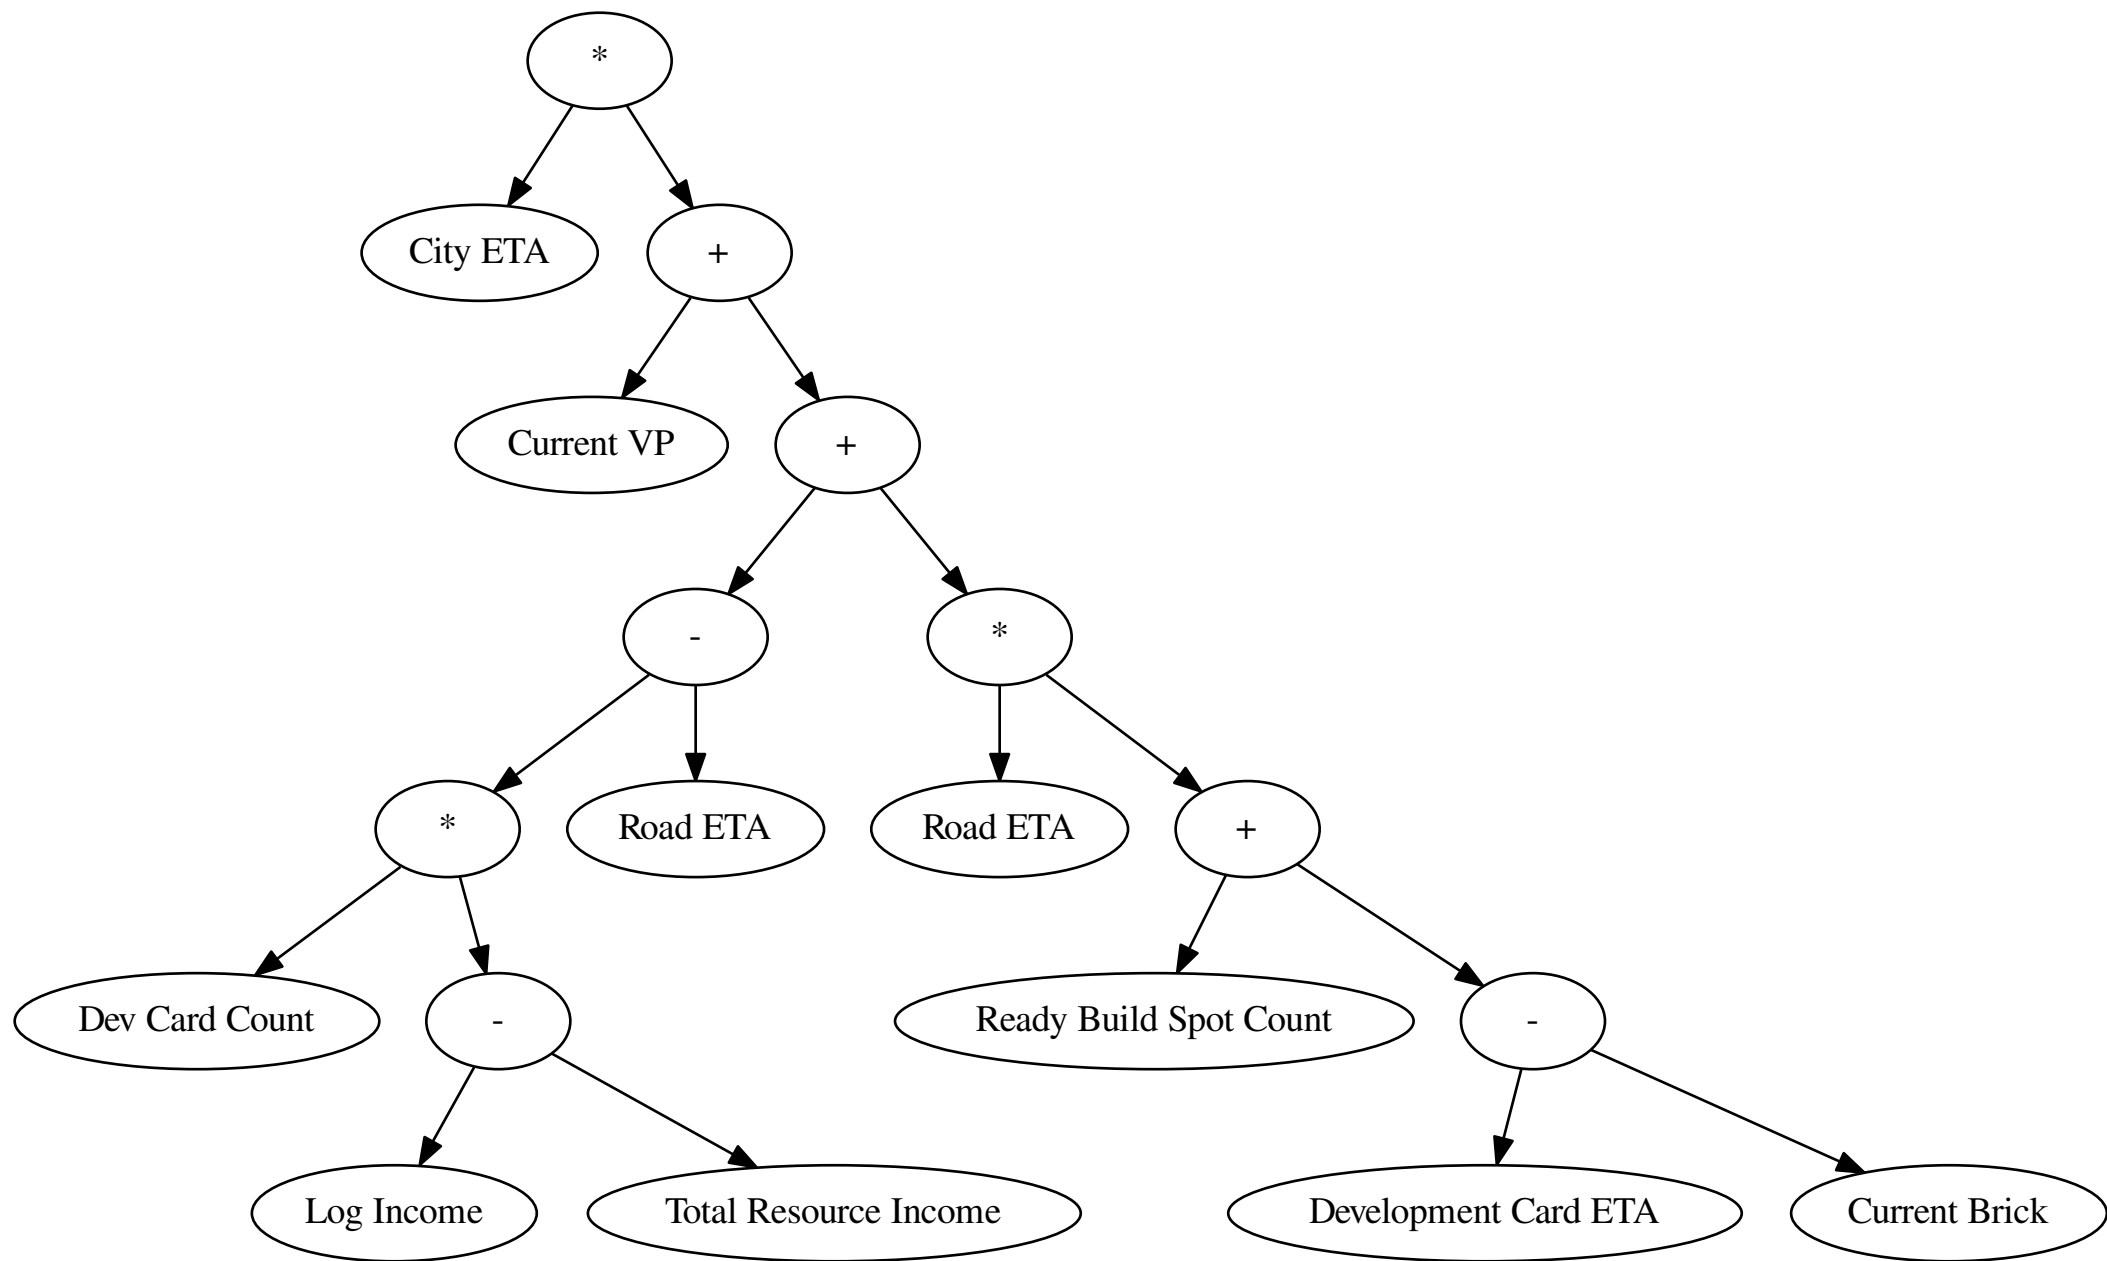 *
City ETA
+
Current VP
+
-
*
*
Road ETA
Road ETA
+
Dev Card Count
-
Ready Build Spot Count
-
Log Income
Total Resource Income
Development Card ETA
Current Brick